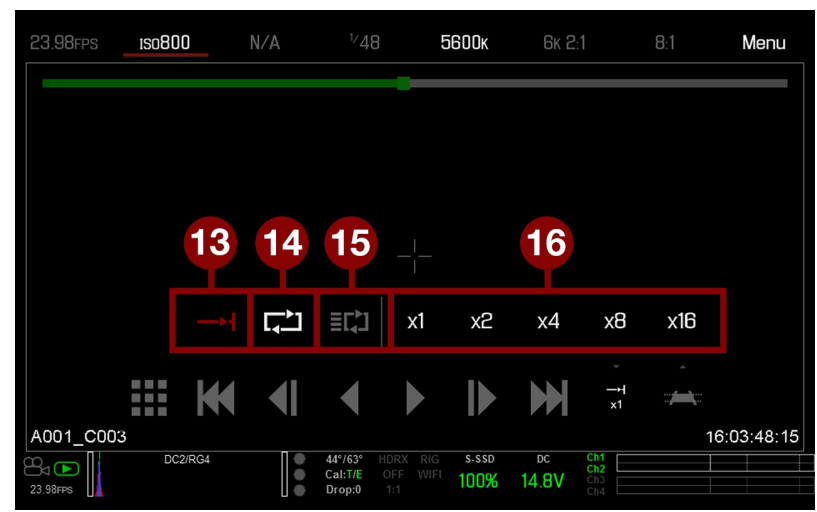 23.98FPS ISO800 N/A 1/48 5600K 6K 2:1 8:1 Menu
13 14 15 16
x1 x2 x4 x8 x16
x1
A001_C003 16:03:48:15
DC2/RG4 44°/63° HDRX RIG S-SSD DC Ch1
Cal:T/E OFF WIFI 100% 14.8V Ch2
23.98FPS Drop:0 1:1 Ch3
Ch4